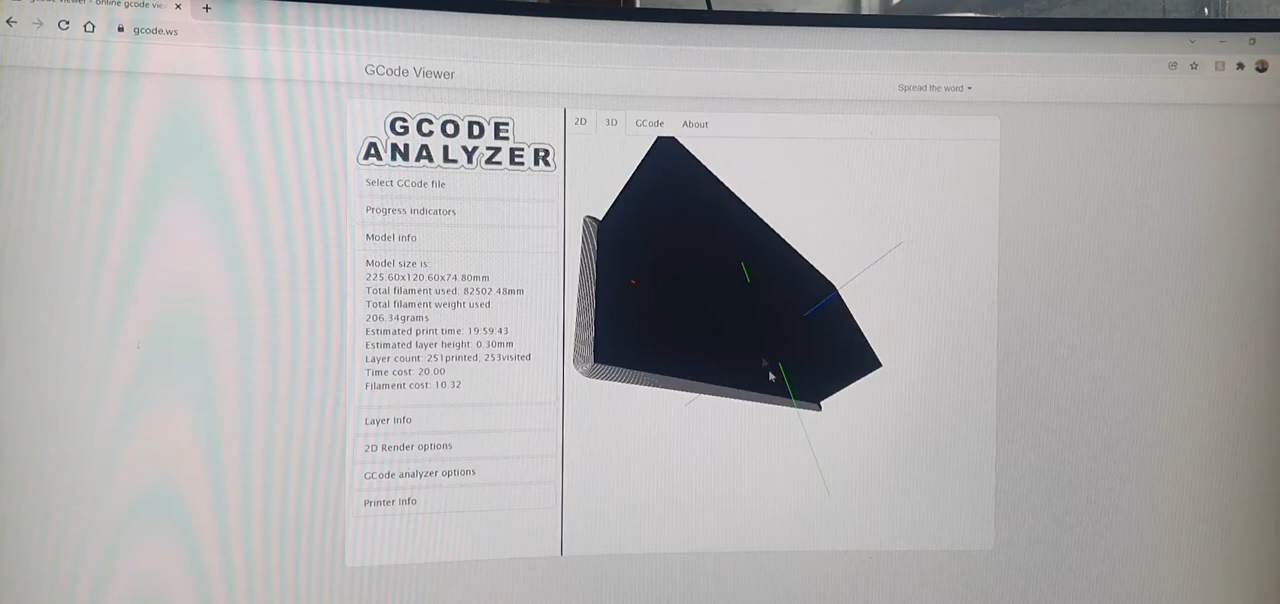 online gcode vie
gcode.ws
GCode Viewer
Spread the word
GCODE
ANALYZER
2D
3D
GCode
About
Select GCode file
Progress indicators
Model info
Model size is:
225.60x120.60x74.80mm
Total filament used: 82502.48mm
Total filament weight used:
206.34grams
Estimated print time: 19:59:43
Estimated layer height: 0.30mm
Layer count: 251printed, 253visited
Time cost: 20.00
Filament cost: 10.32
Layer Info
2D Render options
GCode analyzer options
Printer Info